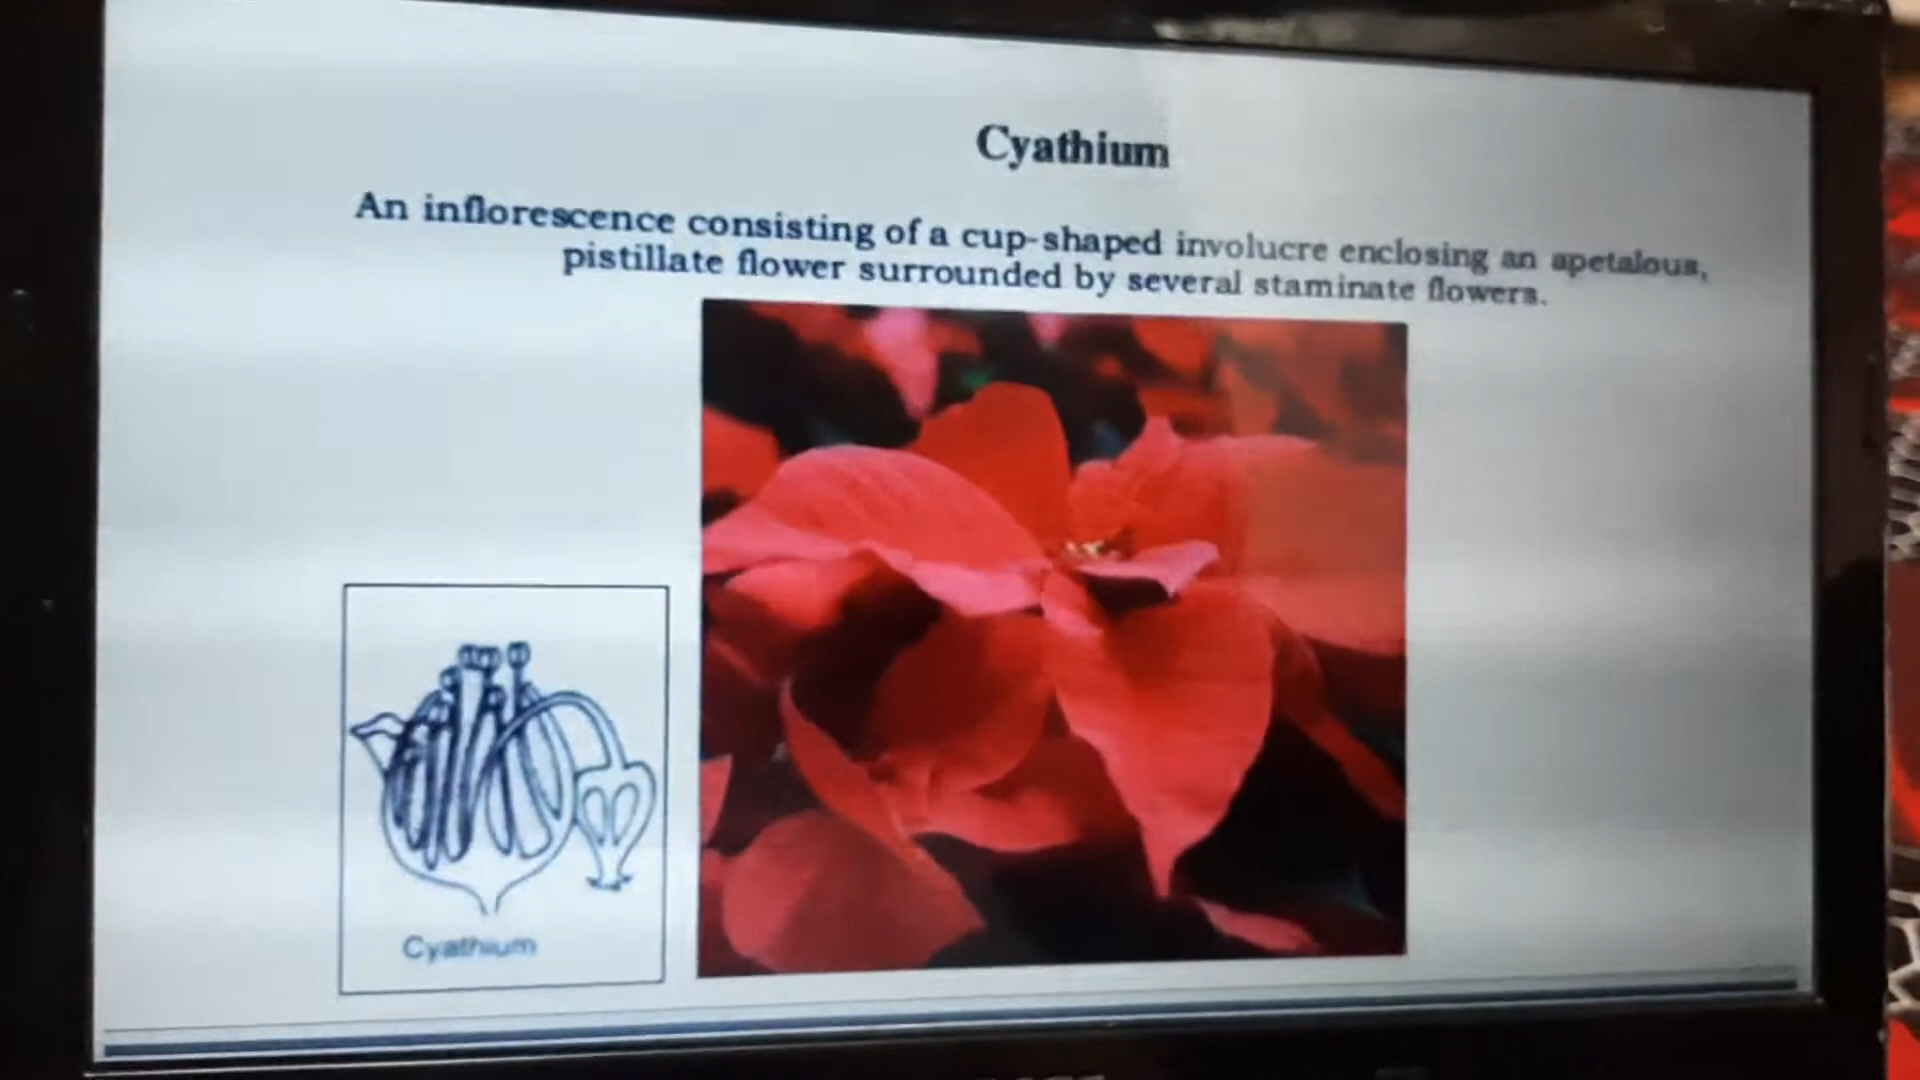 Cyathium
An inflorescence consisting of a cup-shaped involucre enclosing an apetalous,
pistillate flower surrounded by several staminate flowers.
Cyathium